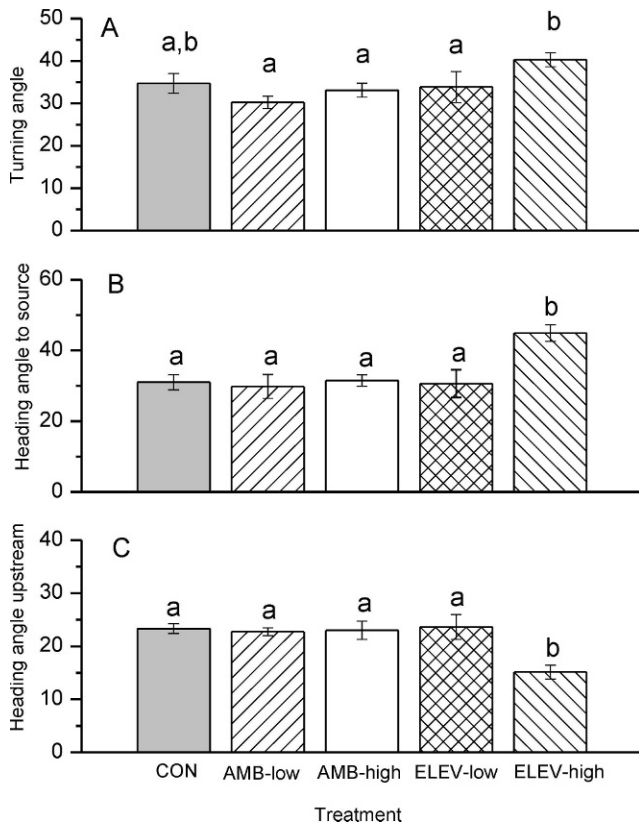 A
a,b a a a b
50
40
30
20
10
0
Turning angle
B
a a a a b
60
40
20
0
Heading angle to source
C
a a a a b
40
30
20
10
0
Heading angle upstream
CON AMB-low AMB-high ELEV-low ELEV-high
Treatment